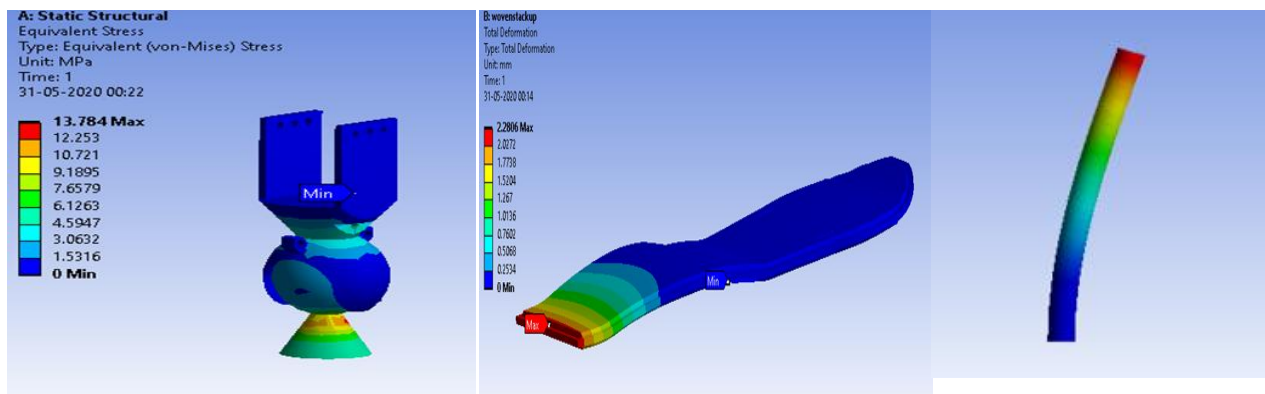 A: Static Structural
Equivalent Stress
Type: Equivalent (von-Mises) Stress
Unit: MPa
Time: 1
31-05-2020 00:22
13.784 Max
12.253
10.721
9.1895
7.6579
6.1263
4.5947
3.0632
1.5316
0 Min
Min
B: wovenstackup
Total Deformation
Type: Total Deformation
Unit: mm
Time: 1
31-05-2020 00:14
2.2806 Max
2.0272
1.7738
1.5204
1.267
1.0136
0.7602
0.5068
0.2534
0 Min
Min
Max